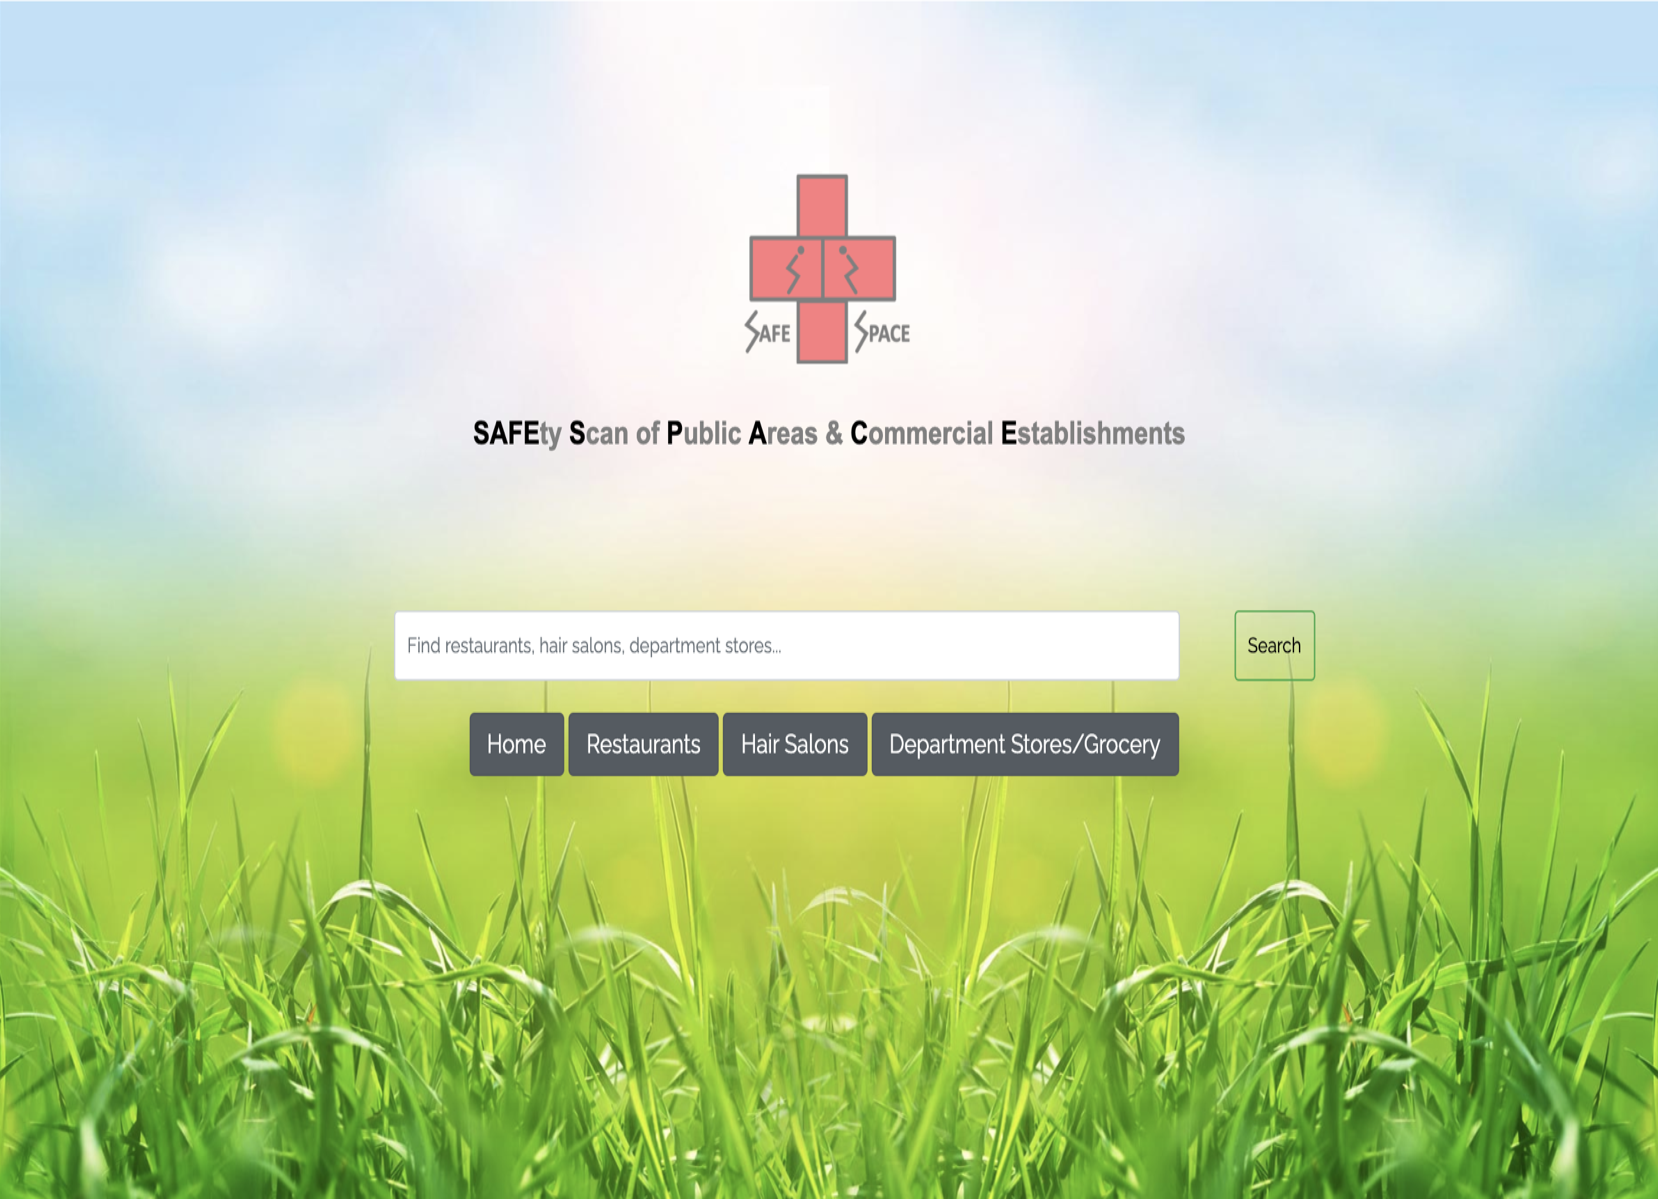 SAFE SPACE
SAFEty Scan of Public Areas & Commercial Establishments
Find restaurants, hair salons, department stores...
Search
Home Restaurants Hair Salons Department Stores/Grocery